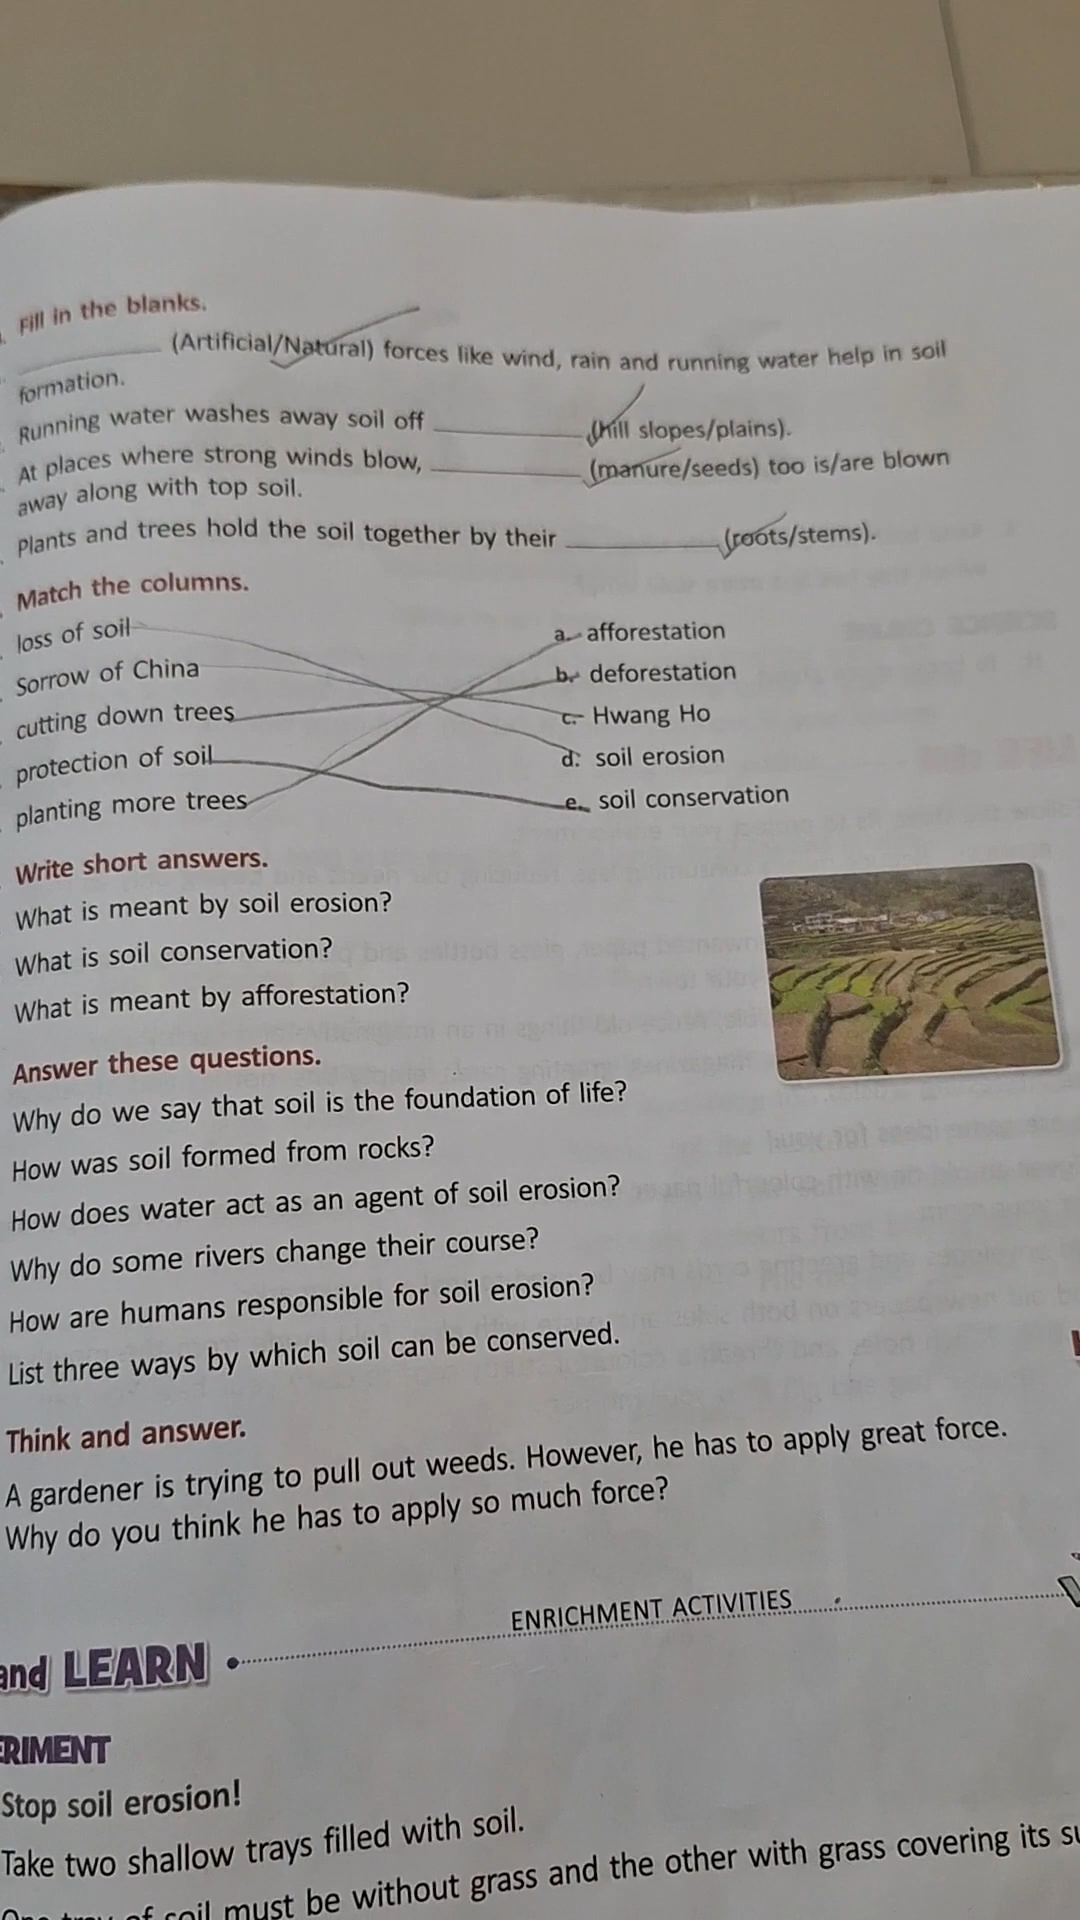 Fill in the blanks.
(Artificial/Natural) forces like wind, rain and running water help in soil
formation.
Running water washes away soil off __________ (hill slopes/plains).
At places where strong winds blow, __________ (manure/seeds) too is/are blown
away along with top soil.
Plants and trees hold the soil together by their __________ (roots/stems).
Match the columns.
loss of soil a. afforestation
Sorrow of China b. deforestation
cutting down trees c. Hwang Ho
protection of soil d. soil erosion
planting more trees e. soil conservation
Write short answers.
What is meant by soil erosion?
What is soil conservation?
What is meant by afforestation?
Answer these questions.
Why do we say that soil is the foundation of life?
How was soil formed from rocks?
How does water act as an agent of soil erosion?
Why do some rivers change their course?
How are humans responsible for soil erosion?
List three ways by which soil can be conserved.
Think and answer.
A gardener is trying to pull out weeds. However, he has to apply great force.
Why do you think he has to apply so much force?
ENRICHMENT ACTIVITIES
and LEARN
ERIMENT
Stop soil erosion!
Take two shallow trays filled with soil.
of soil must be without grass and the other with grass covering its